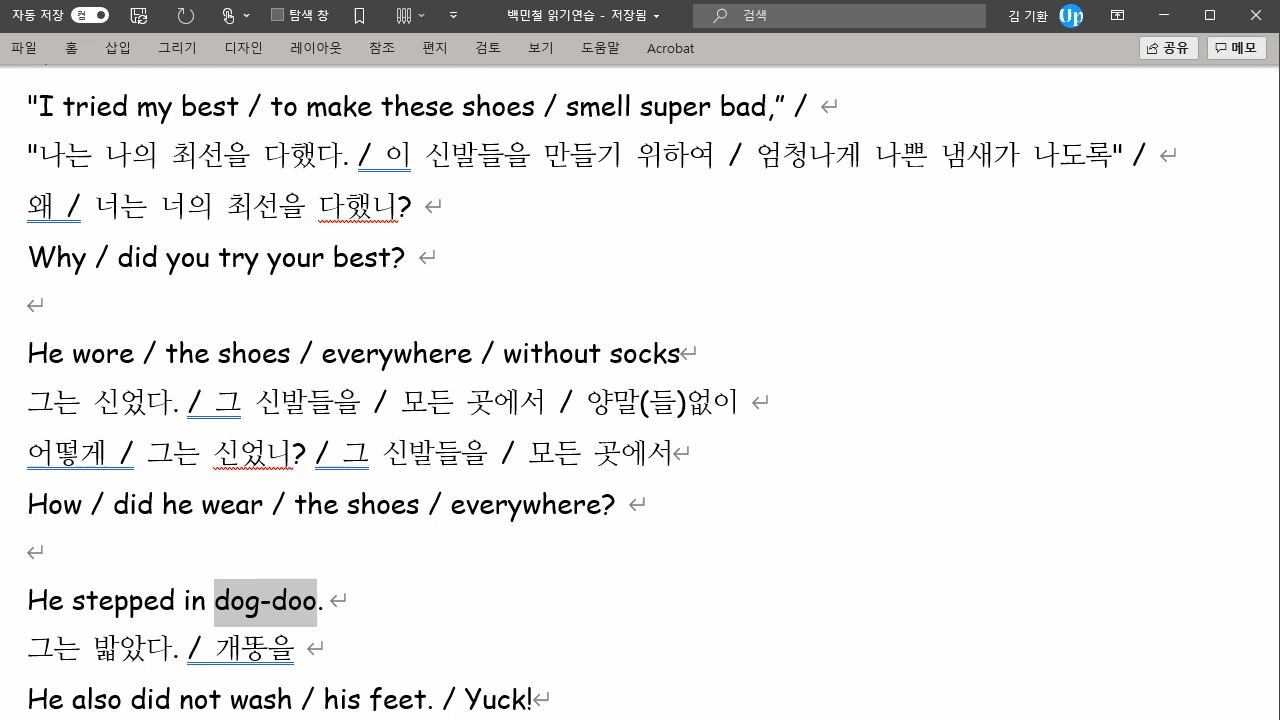 자동 저장 컴 탐색 창 백민철 읽기연습 - 저장됨 검색 김 기환 Up
파일 홈 삽입 그리기 디자인 레이아웃 참조 편지 검토 보기 도움말 Acrobat 공유 메모
"I tried my best / to make these shoes / smell super bad,” /
"나는 나의 최선을 다했다. / 이 신발들을 만들기 위하여 / 엄청나게 나쁜 냄새가 나도록" /
왜 / 너는 너의 최선을 다했니?
Why / did you try your best?
He wore / the shoes / everywhere / without socks
그는 신었다. / 그 신발들을 / 모든 곳에서 / 양말(들)없이
어떻게 / 그는 신었니? / 그 신발들을 / 모든 곳에서
How / did he wear / the shoes / everywhere?
He stepped in dog-doo.
그는 밟았다. / 개똥을
He also did not wash / his feet. / Yuck!